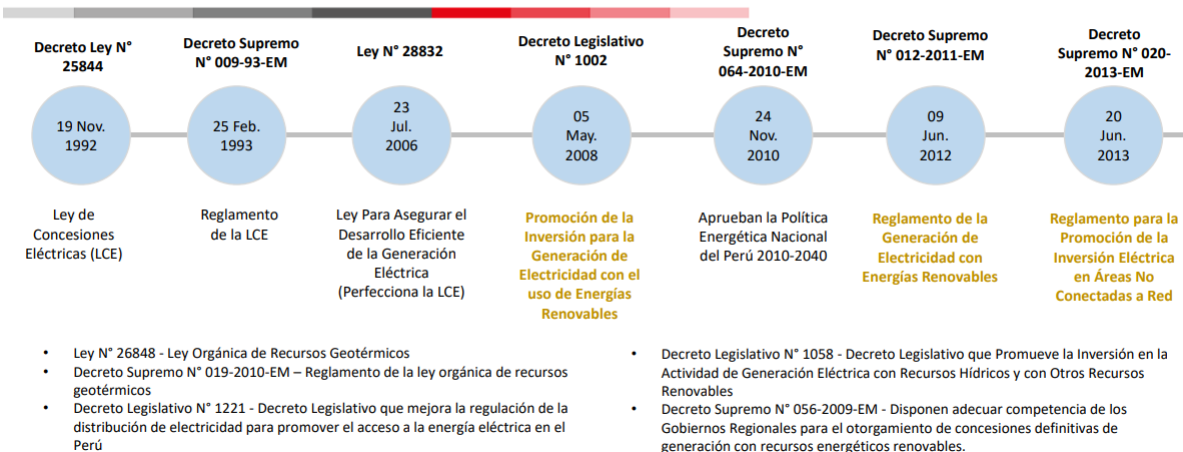 Decreto Ley N°
25844
19 Nov.
1992
Ley de
Concesiones
Eléctricas (LCE)
Decreto Supremo
N° 009-93-EM
25 Feb.
1993
Reglamento
de la LCE
Ley N° 28832
23
Jul.
2006
Ley Para Asegurar el
Desarrollo Eficiente
de la Generación
Eléctrica
(Perfecciona la LCE)
Decreto Legislativo
N° 1002
05
May.
2008
Promoción de la
Inversión para la
Generación de
Electricidad con el
uso de Energías
Renovables
Decreto
Supremo N°
064-2010-EM
24
Nov.
2010
Aprueban la Política
Energética Nacional
del Perú 2010-2040
Decreto Supremo
N° 012-2011-EM
09
Jun.
2012
Reglamento de la
Generación de
Electricidad con
Energías Renovables
Decreto
Supremo N° 020-
2013-EM
20
Jun.
2013
Reglamento para la
Promoción de la
Inversión Eléctrica
en Áreas No
Conectadas a Red
• Ley N° 26848 - Ley Orgánica de Recursos Geotérmicos
• Decreto Supremo N° 019-2010-EM – Reglamento de la ley orgánica de recursos
geotérmicos
• Decreto Legislativo N° 1221 - Decreto Legislativo que mejora la regulación de la
distribución de electricidad para promover el acceso a la energía eléctrica en el
Perú
• Decreto Legislativo N° 1058 - Decreto Legislativo que Promueve la Inversión en la
Actividad de Generación Eléctrica con Recursos Hídricos y con Otros Recursos
Renovables
• Decreto Supremo N° 056-2009-EM - Disponen adecuar competencia de los
Gobiernos Regionales para el otorgamiento de concesiones definitivas de
generación con recursos energéticos renovables.